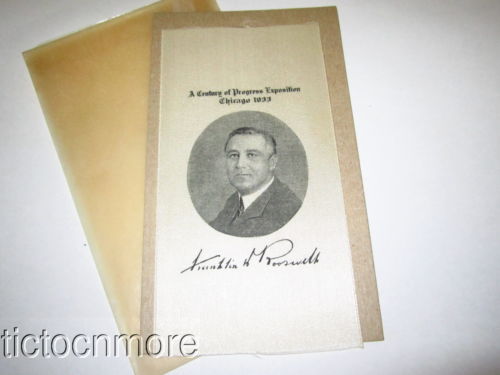 A Century of Progress Exposition
Chicago 1933
Franklin D Roosevelt
tictocnmore